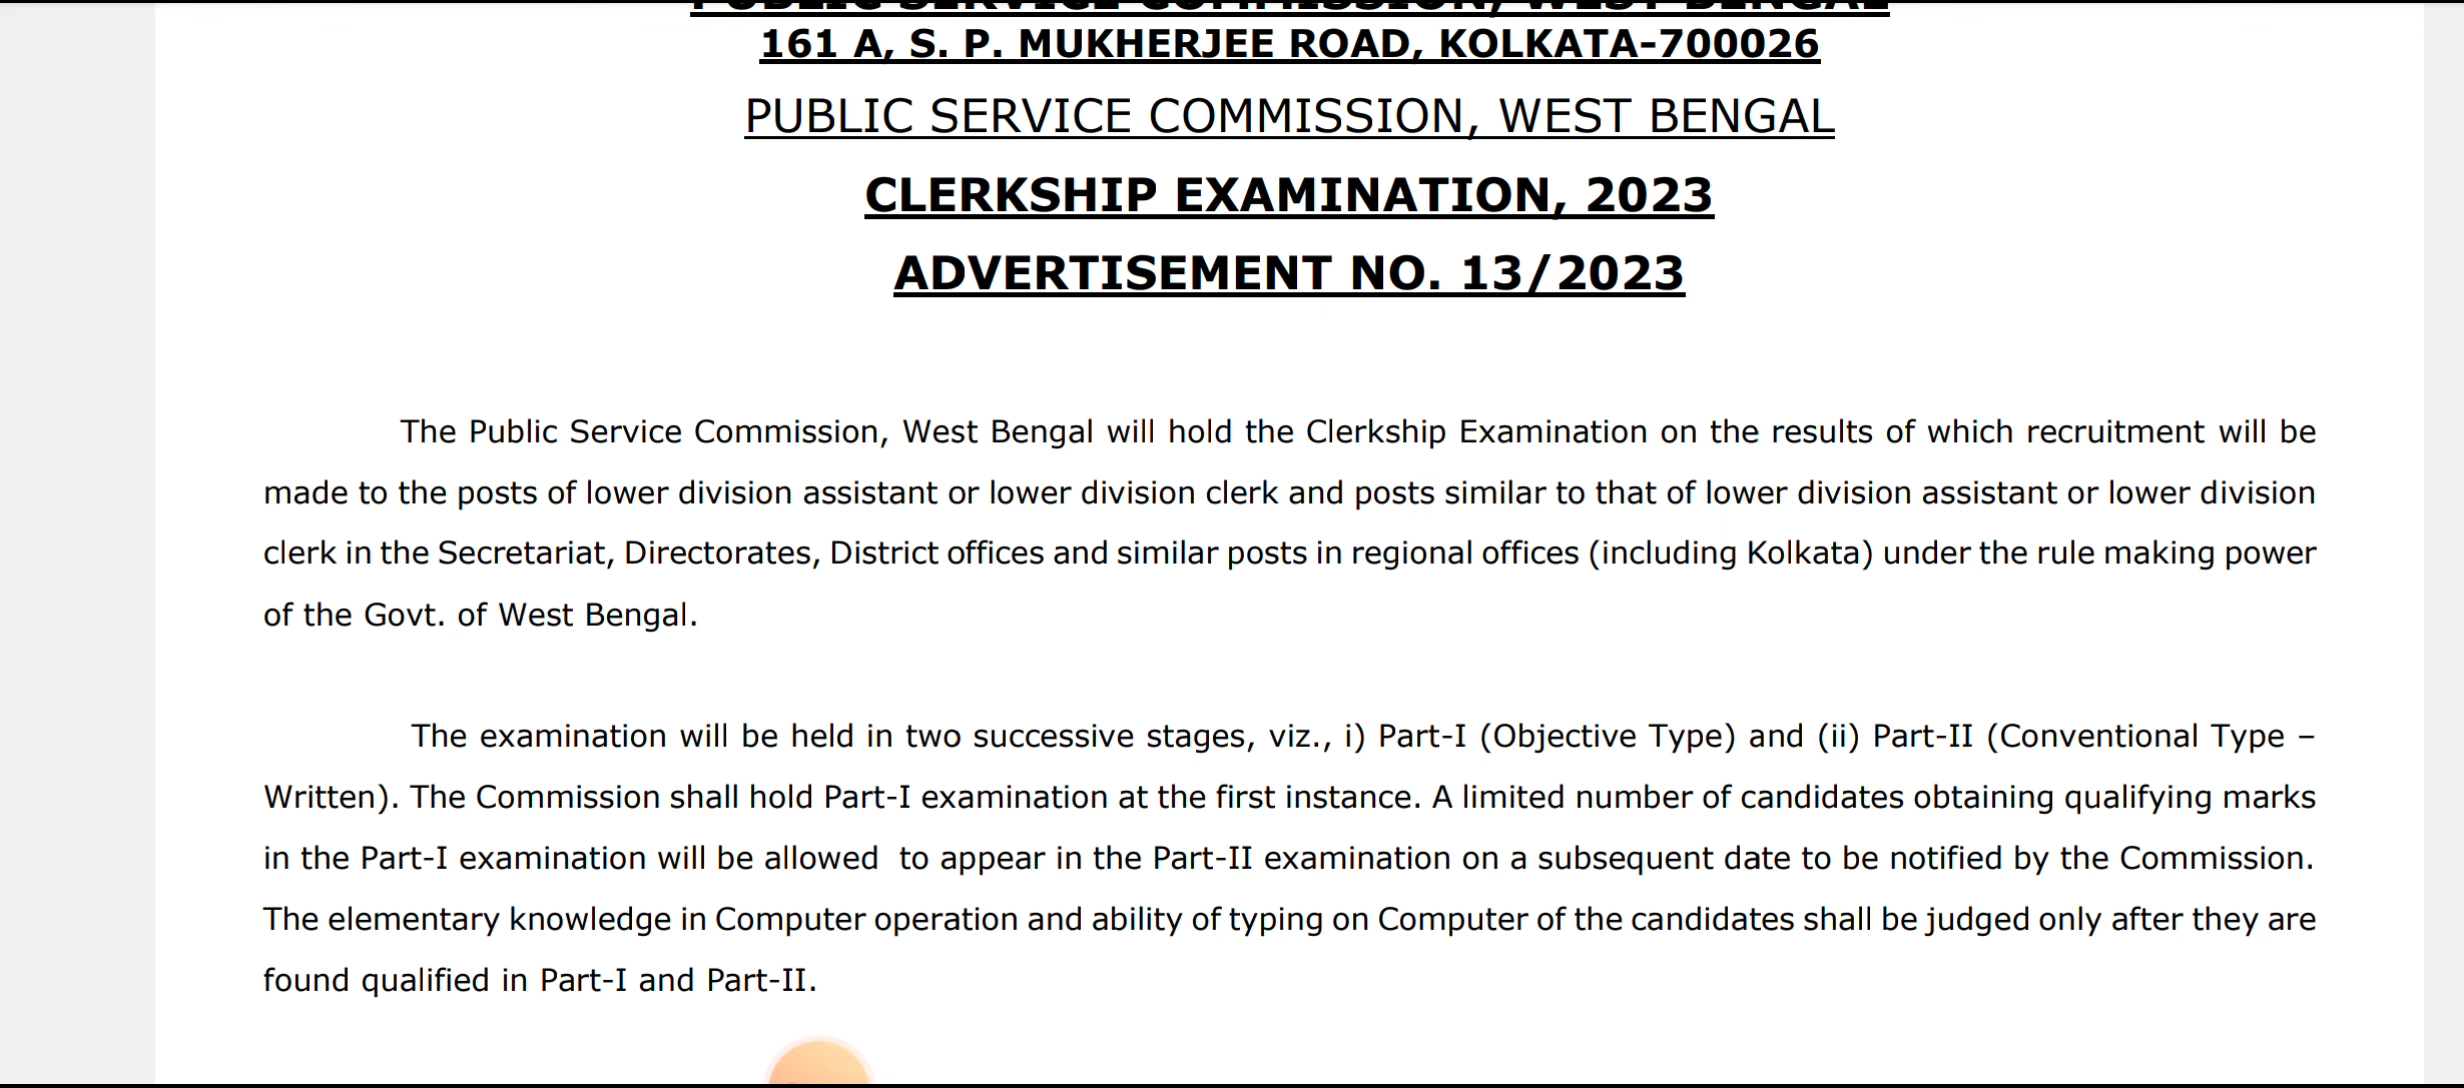 PUBLIC SERVICE COMMISSION, WEST BENGAL
161 A, S. P. MUKHERJEE ROAD, KOLKATA-700026
PUBLIC SERVICE COMMISSION, WEST BENGAL
CLERKSHIP EXAMINATION, 2023
ADVERTISEMENT NO. 13/2023
The Public Service Commission, West Bengal will hold the Clerkship Examination on the results of which recruitment will be
made to the posts of lower division assistant or lower division clerk and posts similar to that of lower division assistant or lower division
clerk in the Secretariat, Directorates, District offices and similar posts in regional offices (including Kolkata) under the rule making power
of the Govt. of West Bengal.
The examination will be held in two successive stages, viz., i) Part-I (Objective Type) and (ii) Part-II (Conventional Type –
Written). The Commission shall hold Part-I examination at the first instance. A limited number of candidates obtaining qualifying marks
in the Part-I examination will be allowed  to appear in the Part-II examination on a subsequent date to be notified by the Commission.
The elementary knowledge in Computer operation and ability of typing on Computer of the candidates shall be judged only after they are
found qualified in Part-I and Part-II.